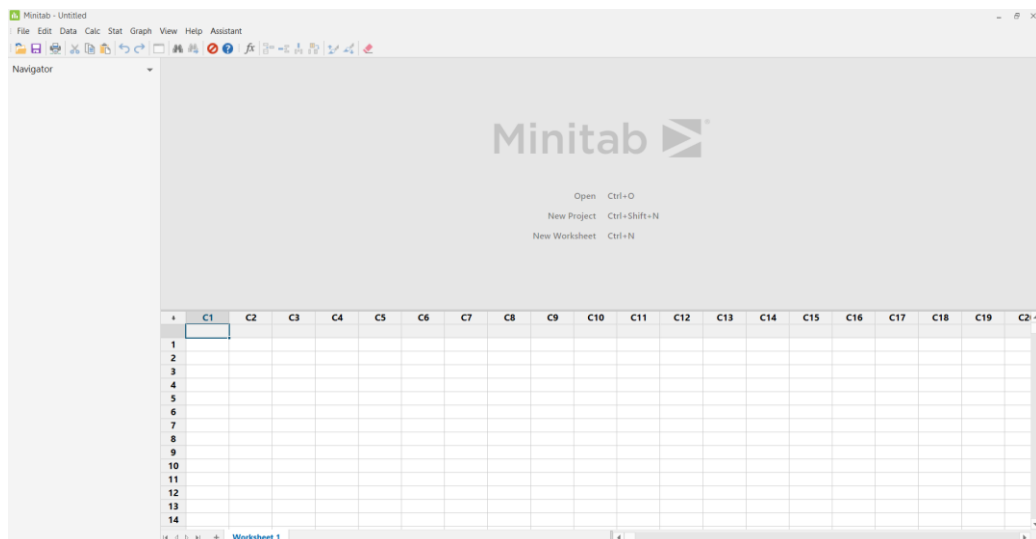 Minitab - Untitled
File Edit Data Calc Stat Graph View Help Assistant
fx
Navigator
Minitab
Open Ctrl+O
New Project Ctrl+Shift+N
New Worksheet Ctrl+N
C1 C2 C3 C4 C5 C6 C7 C8 C9 C10 C11 C12 C13 C14 C15 C16 C17 C18 C19
1
2
3
4
5
6
7
8
9
10
11
12
13
14
Worksheet 1